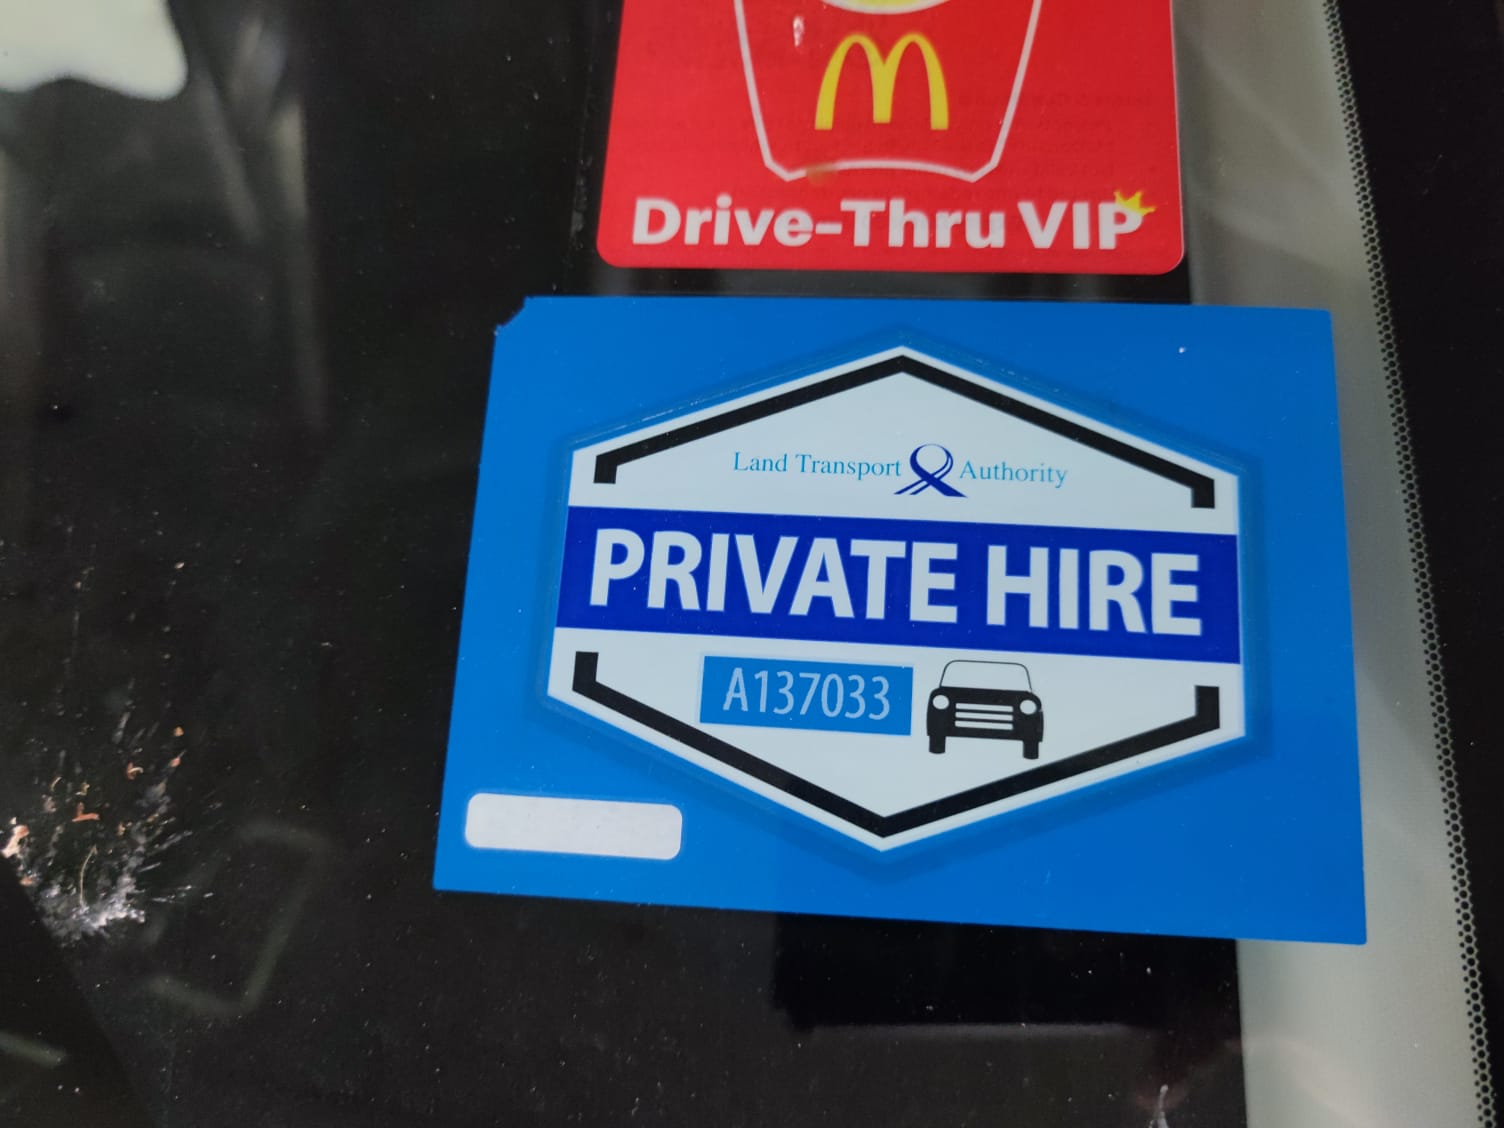 M
Drive-Thru VIP
Land Transport Authority
PRIVATE HIRE
A137033